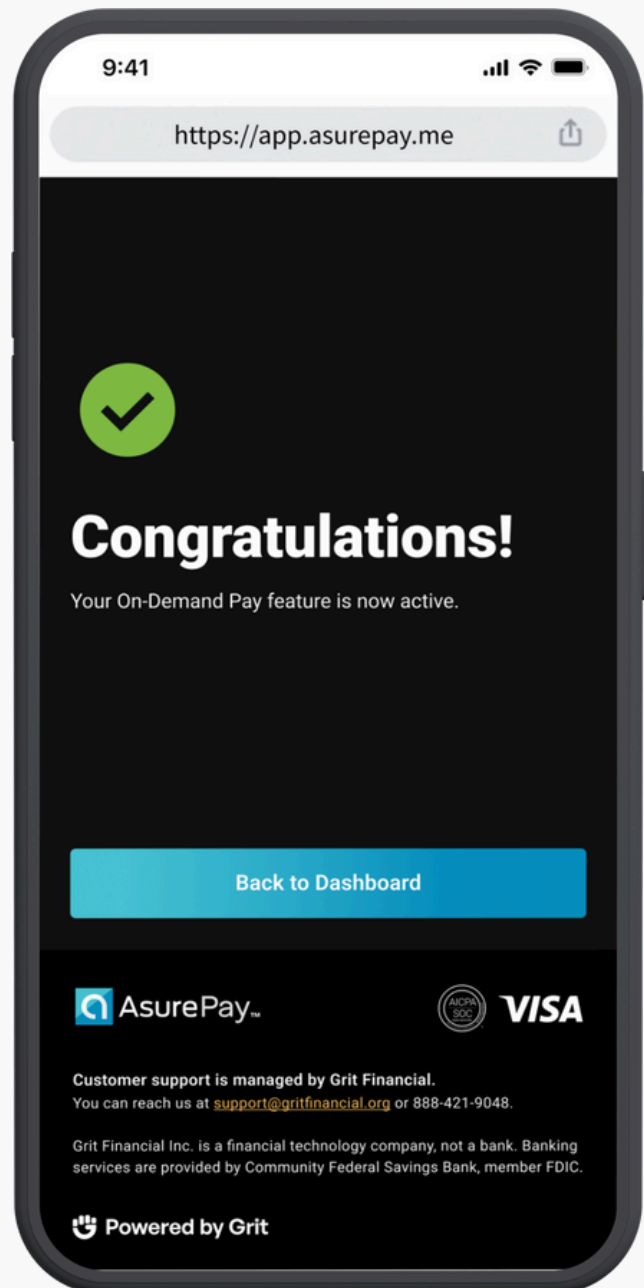 9:41
https://app.asurepay.me
Congratulations!
Your On-Demand Pay feature is now active.
Back to Dashboard
AsurePay™
AICPA
SOC
VISA
Customer support is managed by Grit Financial.
You can reach us at support@gritfinancial.org or 888-421-9048.
Grit Financial Inc. is a financial technology company, not a bank. Banking
services are provided by Community Federal Savings Bank, member FDIC.
Powered by Grit